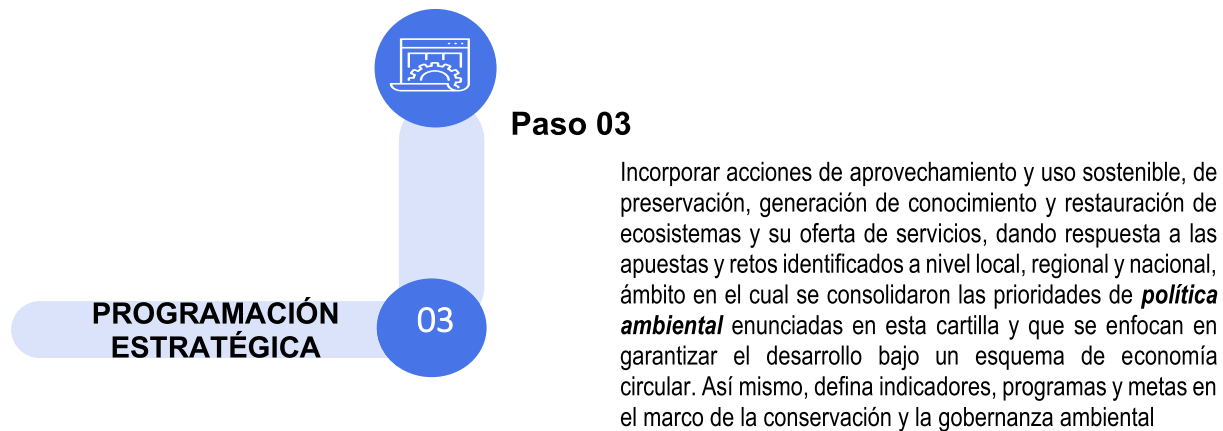 Paso 03
Incorporar acciones de aprovechamiento y uso sostenible, de
preservación, generación de conocimiento y restauración de
ecosistemas y su oferta de servicios, dando respuesta a las
apuestas y retos identificados a nivel local, regional y nacional,
ámbito en el cual se consolidaron las prioridades de política
ambiental enunciadas en esta cartilla y que se enfocan en
garantizar el desarrollo bajo un esquema de economía
circular. Así mismo, defina indicadores, programas y metas en
el marco de la conservación y la gobernanza ambiental
PROGRAMACIÓN
ESTRATÉGICA
03